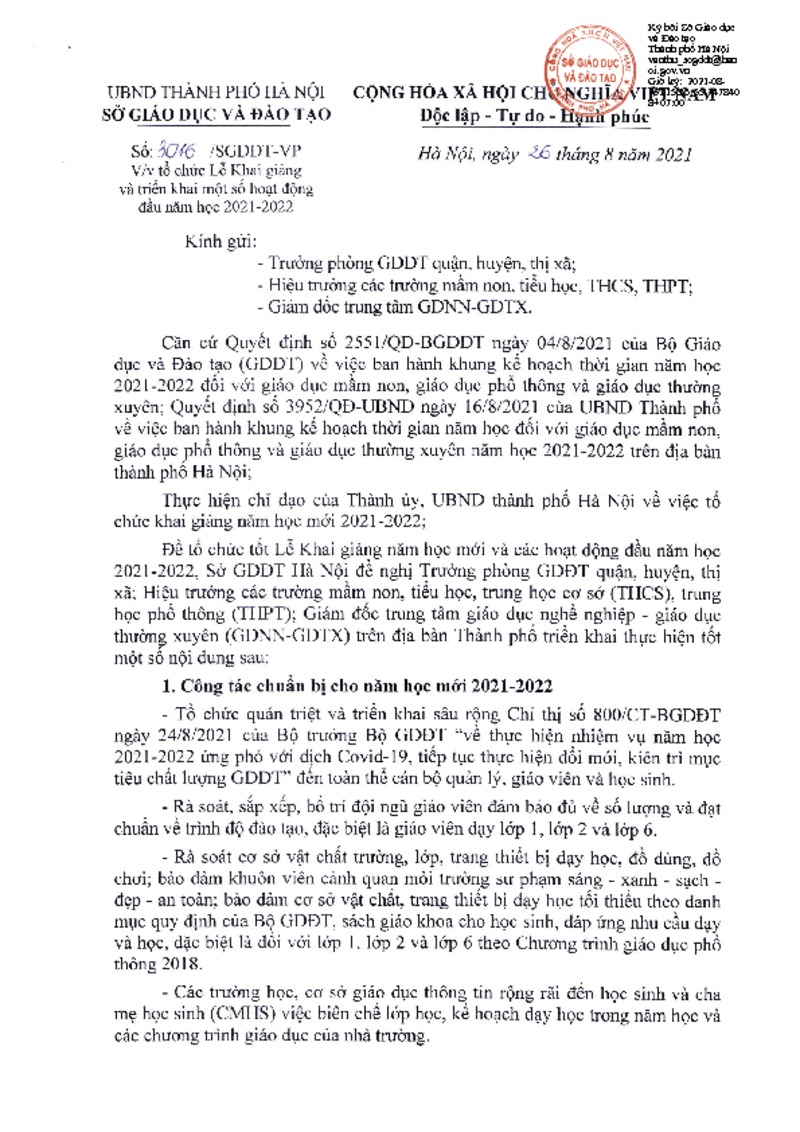 Ký bởi Sở Giáo dục
và Đào tạo
Thành phố Hà Nội
Giờ ký:
+07:00
CỘNG HÒA X.H.C.N VIỆT NAM
SỞ GIÁO DỤC
VÀ ĐÀO TẠO
THÀNH PHỐ HÀ NỘI
UBND THÀNH PHỐ HÀ NỘI
SỞ GIÁO DỤC VÀ ĐÀO TẠO
CỘNG HÒA XÃ HỘI CHỦ NGHĨA VIỆT NAM
Độc lập - Tự do - Hạnh phúc
Số: 3016 /SGDĐT-VP
V/v tổ chức Lễ Khai giảng
và triển khai một số hoạt động
đầu năm học 2021-2022
Hà Nội, ngày 26 tháng 8 năm 2021
Kính gửi:
- Trưởng phòng GDĐT quận, huyện, thị xã;
- Hiệu trưởng các trường mầm non, tiểu học, THCS, THPT;
- Giám đốc trung tâm GDNN-GDTX.
Căn cứ Quyết định số 2551/QĐ-BGDĐT ngày 04/8/2021 của Bộ Giáo
dục và Đào tạo (GDĐT) về việc ban hành khung kế hoạch thời gian năm học
2021-2022 đối với giáo dục mầm non, giáo dục phổ thông và giáo dục thường
xuyên; Quyết định số 3952/QĐ-UBND ngày 16/8/2021 của UBND Thành phố
về việc ban hành khung kế hoạch thời gian năm học đối với giáo dục mầm non,
giáo dục phổ thông và giáo dục thường xuyên năm học 2021-2022 trên địa bàn
thành phố Hà Nội;
Thực hiện chỉ đạo của Thành ủy, UBND thành phố Hà Nội về việc tổ
chức khai giảng năm học mới 2021-2022;
Để tổ chức tốt Lễ Khai giảng năm học mới và các hoạt động đầu năm học
2021-2022, Sở GDĐT Hà Nội đề nghị Trưởng phòng GDĐT quận, huyện, thị
xã; Hiệu trưởng các trường mầm non, tiểu học, trung học cơ sở (THCS), trung
học phổ thông (THPT); Giám đốc trung tâm giáo dục nghề nghiệp - giáo dục
thường xuyên (GDNN-GDTX) trên địa bàn Thành phố triển khai thực hiện tốt
một số nội dung sau:
1. Công tác chuẩn bị cho năm học mới 2021-2022
- Tổ chức quán triệt và triển khai sâu rộng Chỉ thị số 800/CT-BGDĐT
ngày 24/8/2021 của Bộ trưởng Bộ GDĐT “về thực hiện nhiệm vụ năm học
2021-2022 ứng phó với dịch Covid-19, tiếp tục thực hiện đổi mới, kiên trì mục
tiêu chất lượng GDĐT” đến toàn thể cán bộ quản lý, giáo viên và học sinh.
- Rà soát, sắp xếp, bố trí đội ngũ giáo viên đảm bảo đủ về số lượng và đạt
chuẩn về trình độ đào tạo, đặc biệt là giáo viên dạy lớp 1, lớp 2 và lớp 6.
- Rà soát cơ sở vật chất trường, lớp, trang thiết bị dạy học, đồ dùng, đồ
chơi; bảo đảm khuôn viên cảnh quan môi trường sư phạm sáng - xanh - sạch -
đẹp - an toàn; bảo đảm cơ sở vật chất, trang thiết bị dạy học tối thiểu theo danh
mục quy định của Bộ GDĐT, sách giáo khoa cho học sinh, đáp ứng nhu cầu dạy
và học, đặc biệt là đối với lớp 1, lớp 2 và lớp 6 theo Chương trình giáo dục phổ
thông 2018.
- Các trường học, cơ sở giáo dục thông tin rộng rãi đến học sinh và cha
mẹ học sinh (CMHS) việc biên chế lớp học, kế hoạch dạy học trong năm học và
các chương trình giáo dục của nhà trường.